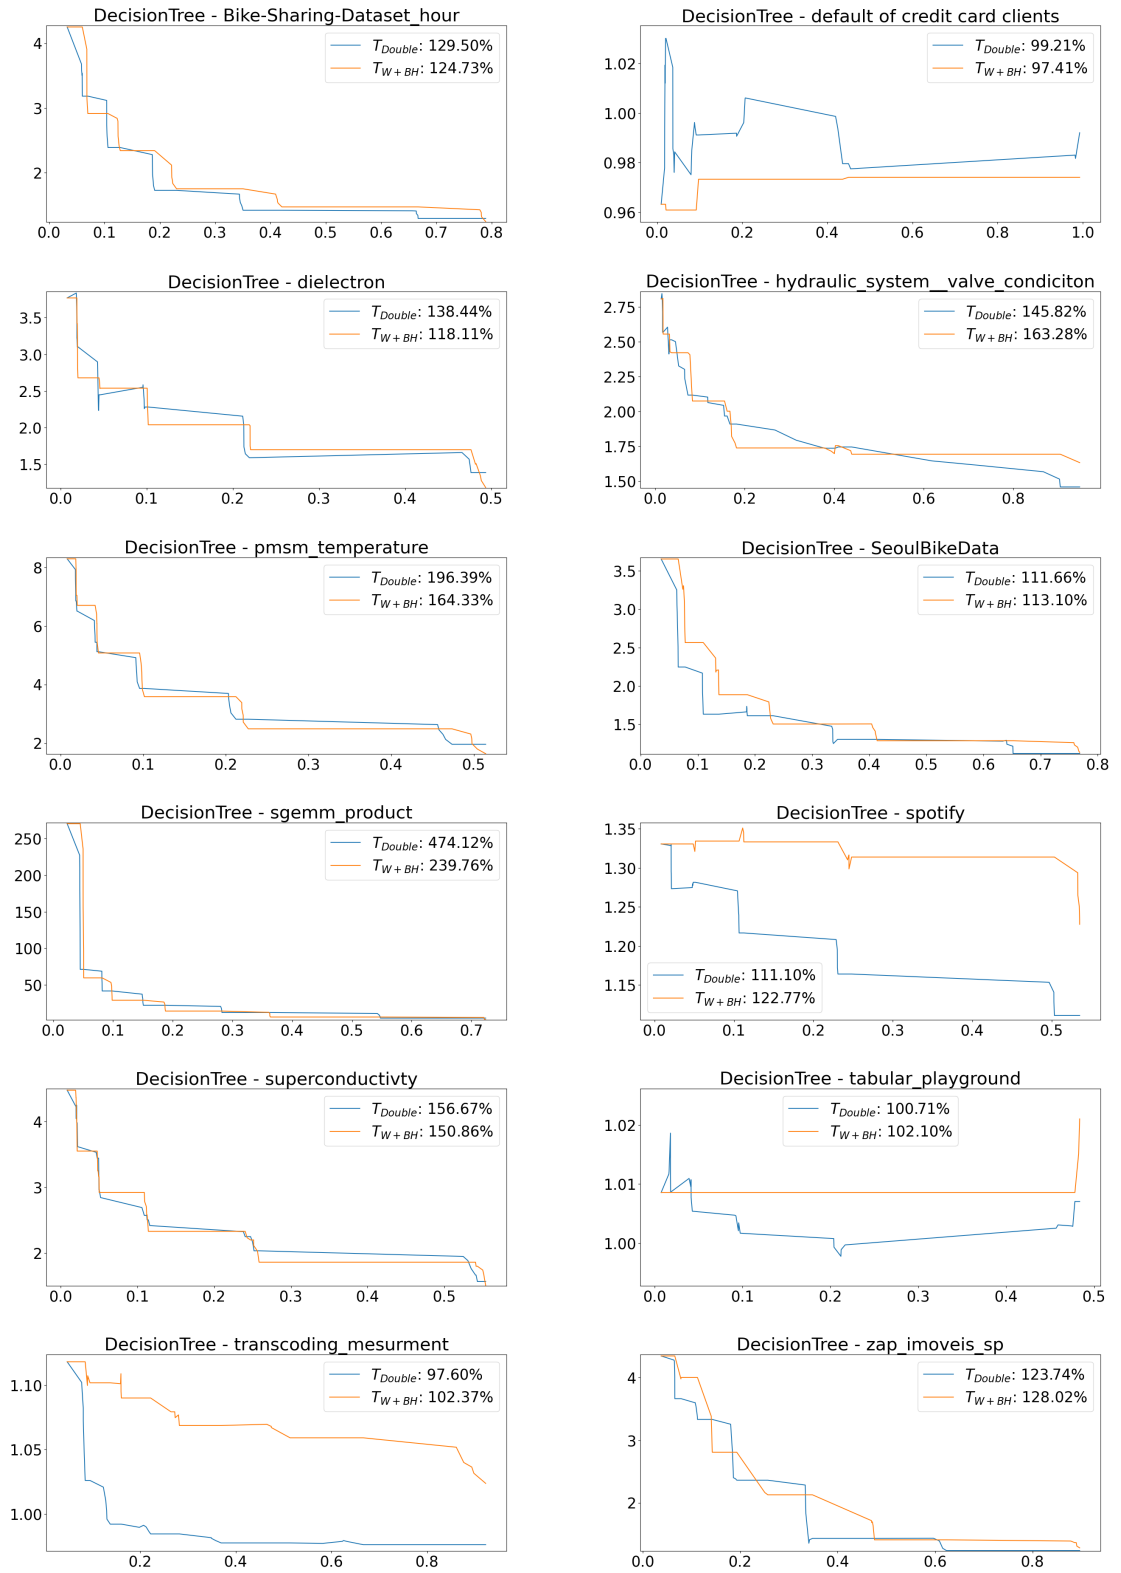 DecisionTree - Bike-Sharing-Dataset_hour
T_Double: 129.50%
T_W+BH: 124.73%
4
3
2
0.0 0.1 0.2 0.3 0.4 0.5 0.6 0.7 0.8
DecisionTree - default of credit card clients
T_Double: 99.21%
T_W+BH: 97.41%
1.02
1.00
0.98
0.96
0.0 0.2 0.4 0.6 0.8 1.0
DecisionTree - dielectron
T_Double: 138.44%
T_W+BH: 118.11%
3.5
3.0
2.5
2.0
1.5
0.0 0.1 0.2 0.3 0.4 0.5
DecisionTree - hydraulic_system__valve_condiciton
T_Double: 145.82%
T_W+BH: 163.28%
2.75
2.50
2.25
2.00
1.75
1.50
0.0 0.2 0.4 0.6 0.8
DecisionTree - pmsm_temperature
T_Double: 196.39%
T_W+BH: 164.33%
8
6
4
2
0.0 0.1 0.2 0.3 0.4 0.5
DecisionTree - SeoulBikeData
T_Double: 111.66%
T_W+BH: 113.10%
3.5
3.0
2.5
2.0
1.5
0.0 0.1 0.2 0.3 0.4 0.5 0.6 0.7 0.8
DecisionTree - sgemm_product
T_Double: 474.12%
T_W+BH: 239.76%
250
200
150
100
50
0.0 0.1 0.2 0.3 0.4 0.5 0.6 0.7
DecisionTree - spotify
1.35
1.30
1.25
1.20
1.15
T_Double: 111.10%
T_W+BH: 122.77%
0.0 0.1 0.2 0.3 0.4 0.5
DecisionTree - superconductivty
T_Double: 156.67%
T_W+BH: 150.86%
4
3
2
0.0 0.1 0.2 0.3 0.4 0.5
DecisionTree - tabular_playground
T_Double: 100.71%
T_W+BH: 102.10%
1.02
1.01
1.00
0.0 0.1 0.2 0.3 0.4 0.5
DecisionTree - transcoding_mesurment
T_Double: 97.60%
T_W+BH: 102.37%
1.10
1.05
1.00
0.2 0.4 0.6 0.8
DecisionTree - zap_imoveis_sp
T_Double: 123.74%
T_W+BH: 128.02%
4
3
2
0.0 0.2 0.4 0.6 0.8